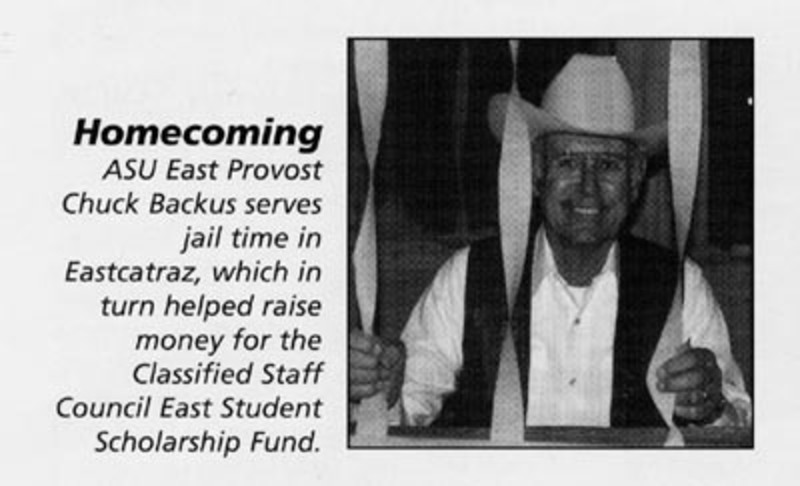 Homecoming
ASU East Provost
Chuck Backus serves
jail time in
Eastcatraz, which in
turn helped raise
money for the
Classified Staff
Council East Student
Scholarship Fund.